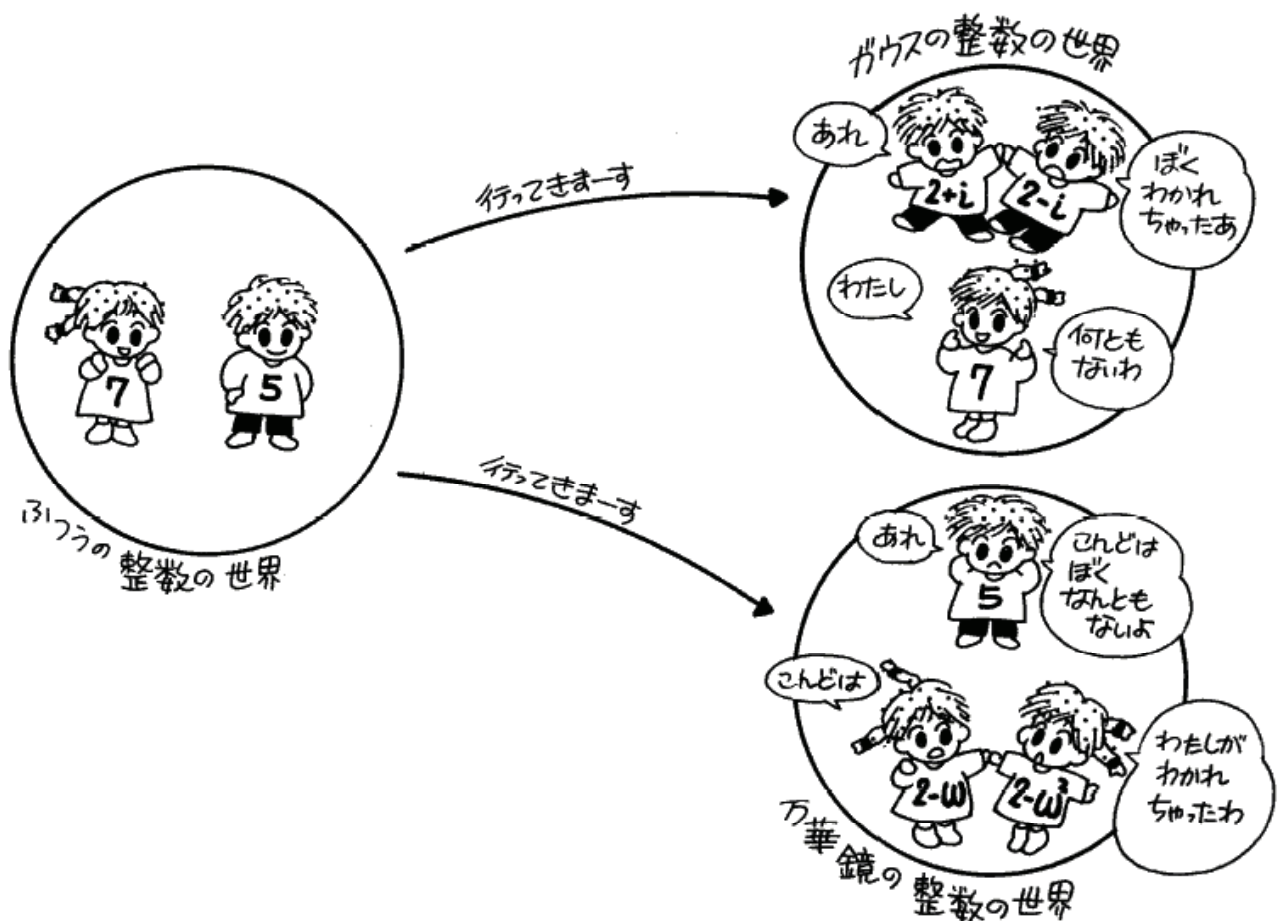 7
5
ふつうの整数の世界
行ってきまーす
行ってきまーす
ガウスの整数の世界
あれ
2+i
2-i
ぼく
わかれ
ちゃったあ
わたし
7
何とも
ないわ
あれ
5
こんどは
ぼく
なんとも
ないよ
こんどは
2-ω
2-ω²
わたしが
わかれ
ちゃったわ
万華鏡の整数の世界